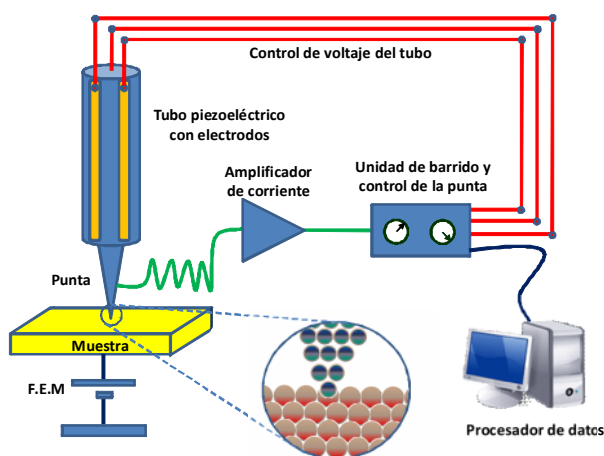 Control de voltaje del tubo
Tubo piezoeléctrico
con electrodos
Amplificador
de corriente
Unidad de barrido y
control de la punta
Punta
Muestra
F.E.M
Procesador de datos